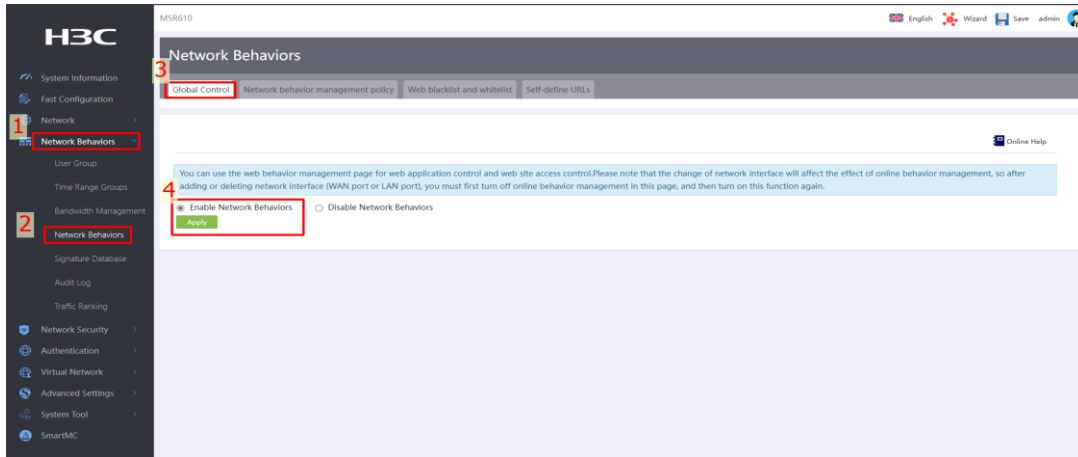 MSR610
English Wizard Save admin
H3C
Network Behaviors
3
System Information
Global Control Network behavior management policy Web blacklist and whitelist Self-define URLs
Fast Configuration
Network
1
Network Behaviors
Online Help
User Group
You can use the web behavior management page for web application control and web site access control.Please note that the change of network interface will affect the effect of online behavior management, so after
adding or deleting network interface (WAN port or LAN port), you must first turn off online behavior management in this page, and then turn on this function again.
Time Range Groups
4
Enable Network Behaviors Disable Network Behaviors
Apply
Bandwidth Management
2
Network Behaviors
Signature Database
Audit Log
Traffic Ranking
Network Security
Authentication
Virtual Network
Advanced Settings
System Tool
SmartMC